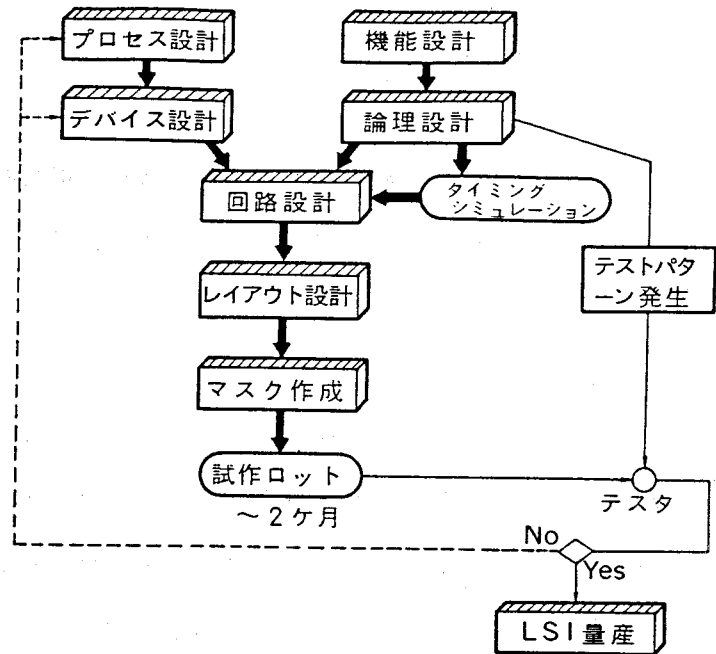 プロセス設計
機能設計
デバイス設計
論理設計
回路設計
タイミング
シミュレーション
テストパタ
ーン発生
レイアウト設計
マスク作成
試作ロット
～2ケ月
テスタ
No
Yes
LSI量産